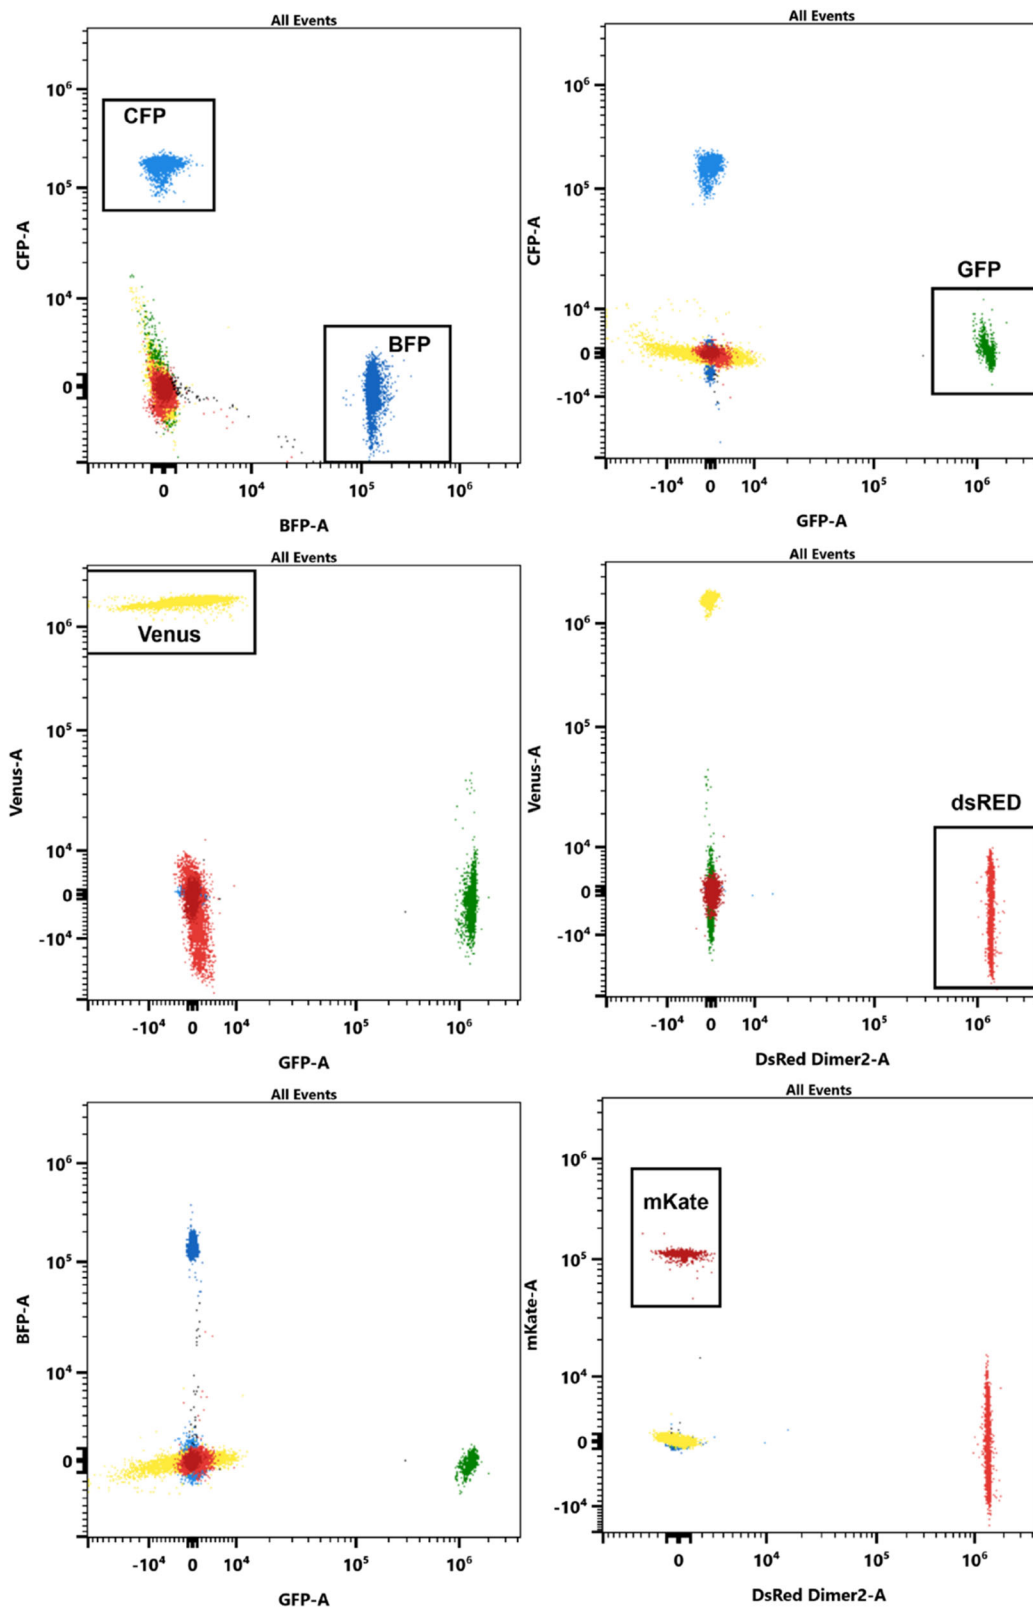 All Events
CFP
BFP
CFP-A
10⁶
10⁵
10⁴
0
0
10⁴
10⁵
10⁶
BFP-A
All Events
GFP
CFP-A
10⁶
10⁵
10⁴
0
-10⁴
-10⁴
0
10⁴
10⁵
10⁶
GFP-A
All Events
Venus
Venus-A
10⁶
10⁵
10⁴
0
-10⁴
-10⁴
0
10⁴
10⁵
10⁶
GFP-A
All Events
dsRED
Venus-A
10⁶
10⁵
10⁴
0
-10⁴
-10⁴
0
10⁴
10⁵
10⁶
DsRed Dimer2-A
All Events
BFP-A
10⁶
10⁵
10⁴
0
-10⁴
0
10⁴
10⁵
10⁶
GFP-A
All Events
mKate
mKate-A
10⁶
10⁵
10⁴
0
-10⁴
0
10⁴
10⁵
10⁶
DsRed Dimer2-A